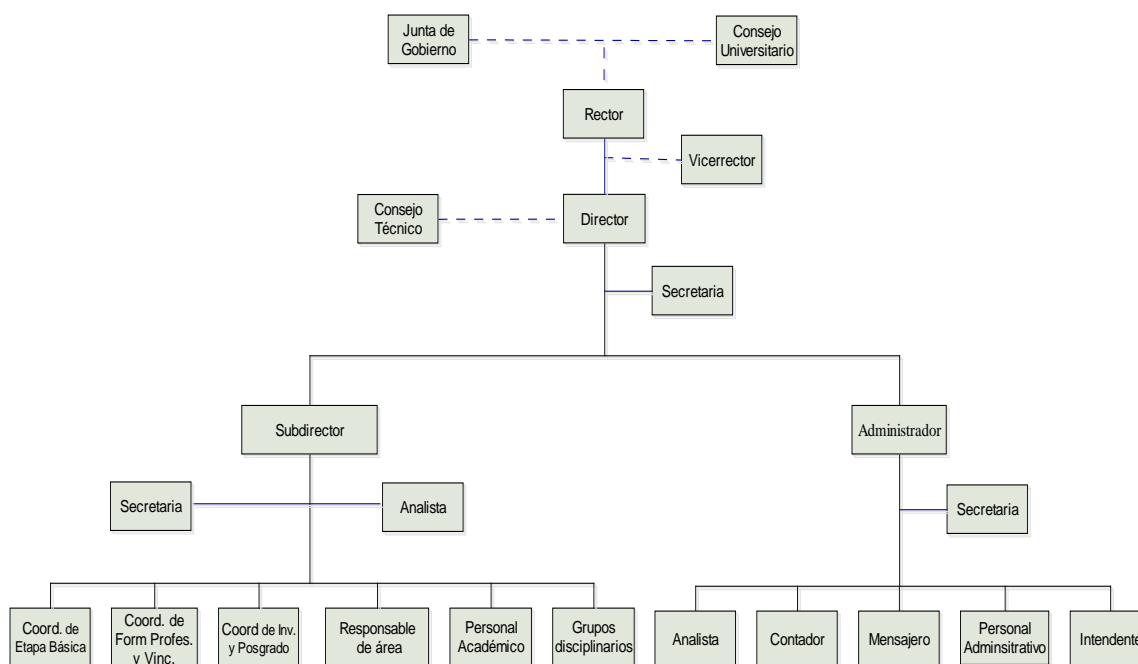 Junta de
Gobierno
Consejo
Universitario
Rector
Vicerrector
Consejo
Técnico
Director
Secretaria
Subdirector
Administrador
Secretaria
Analista
Secretaria
Coord. de
Etapa Básica
Coord. de
Form Profes.
y Vinc.
Coord de Inv.
y Posgrado
Responsable
de área
Personal
Académico
Grupos
disciplinarios
Analista
Contador
Mensajero
Personal
Adminsitrativo
Intendente